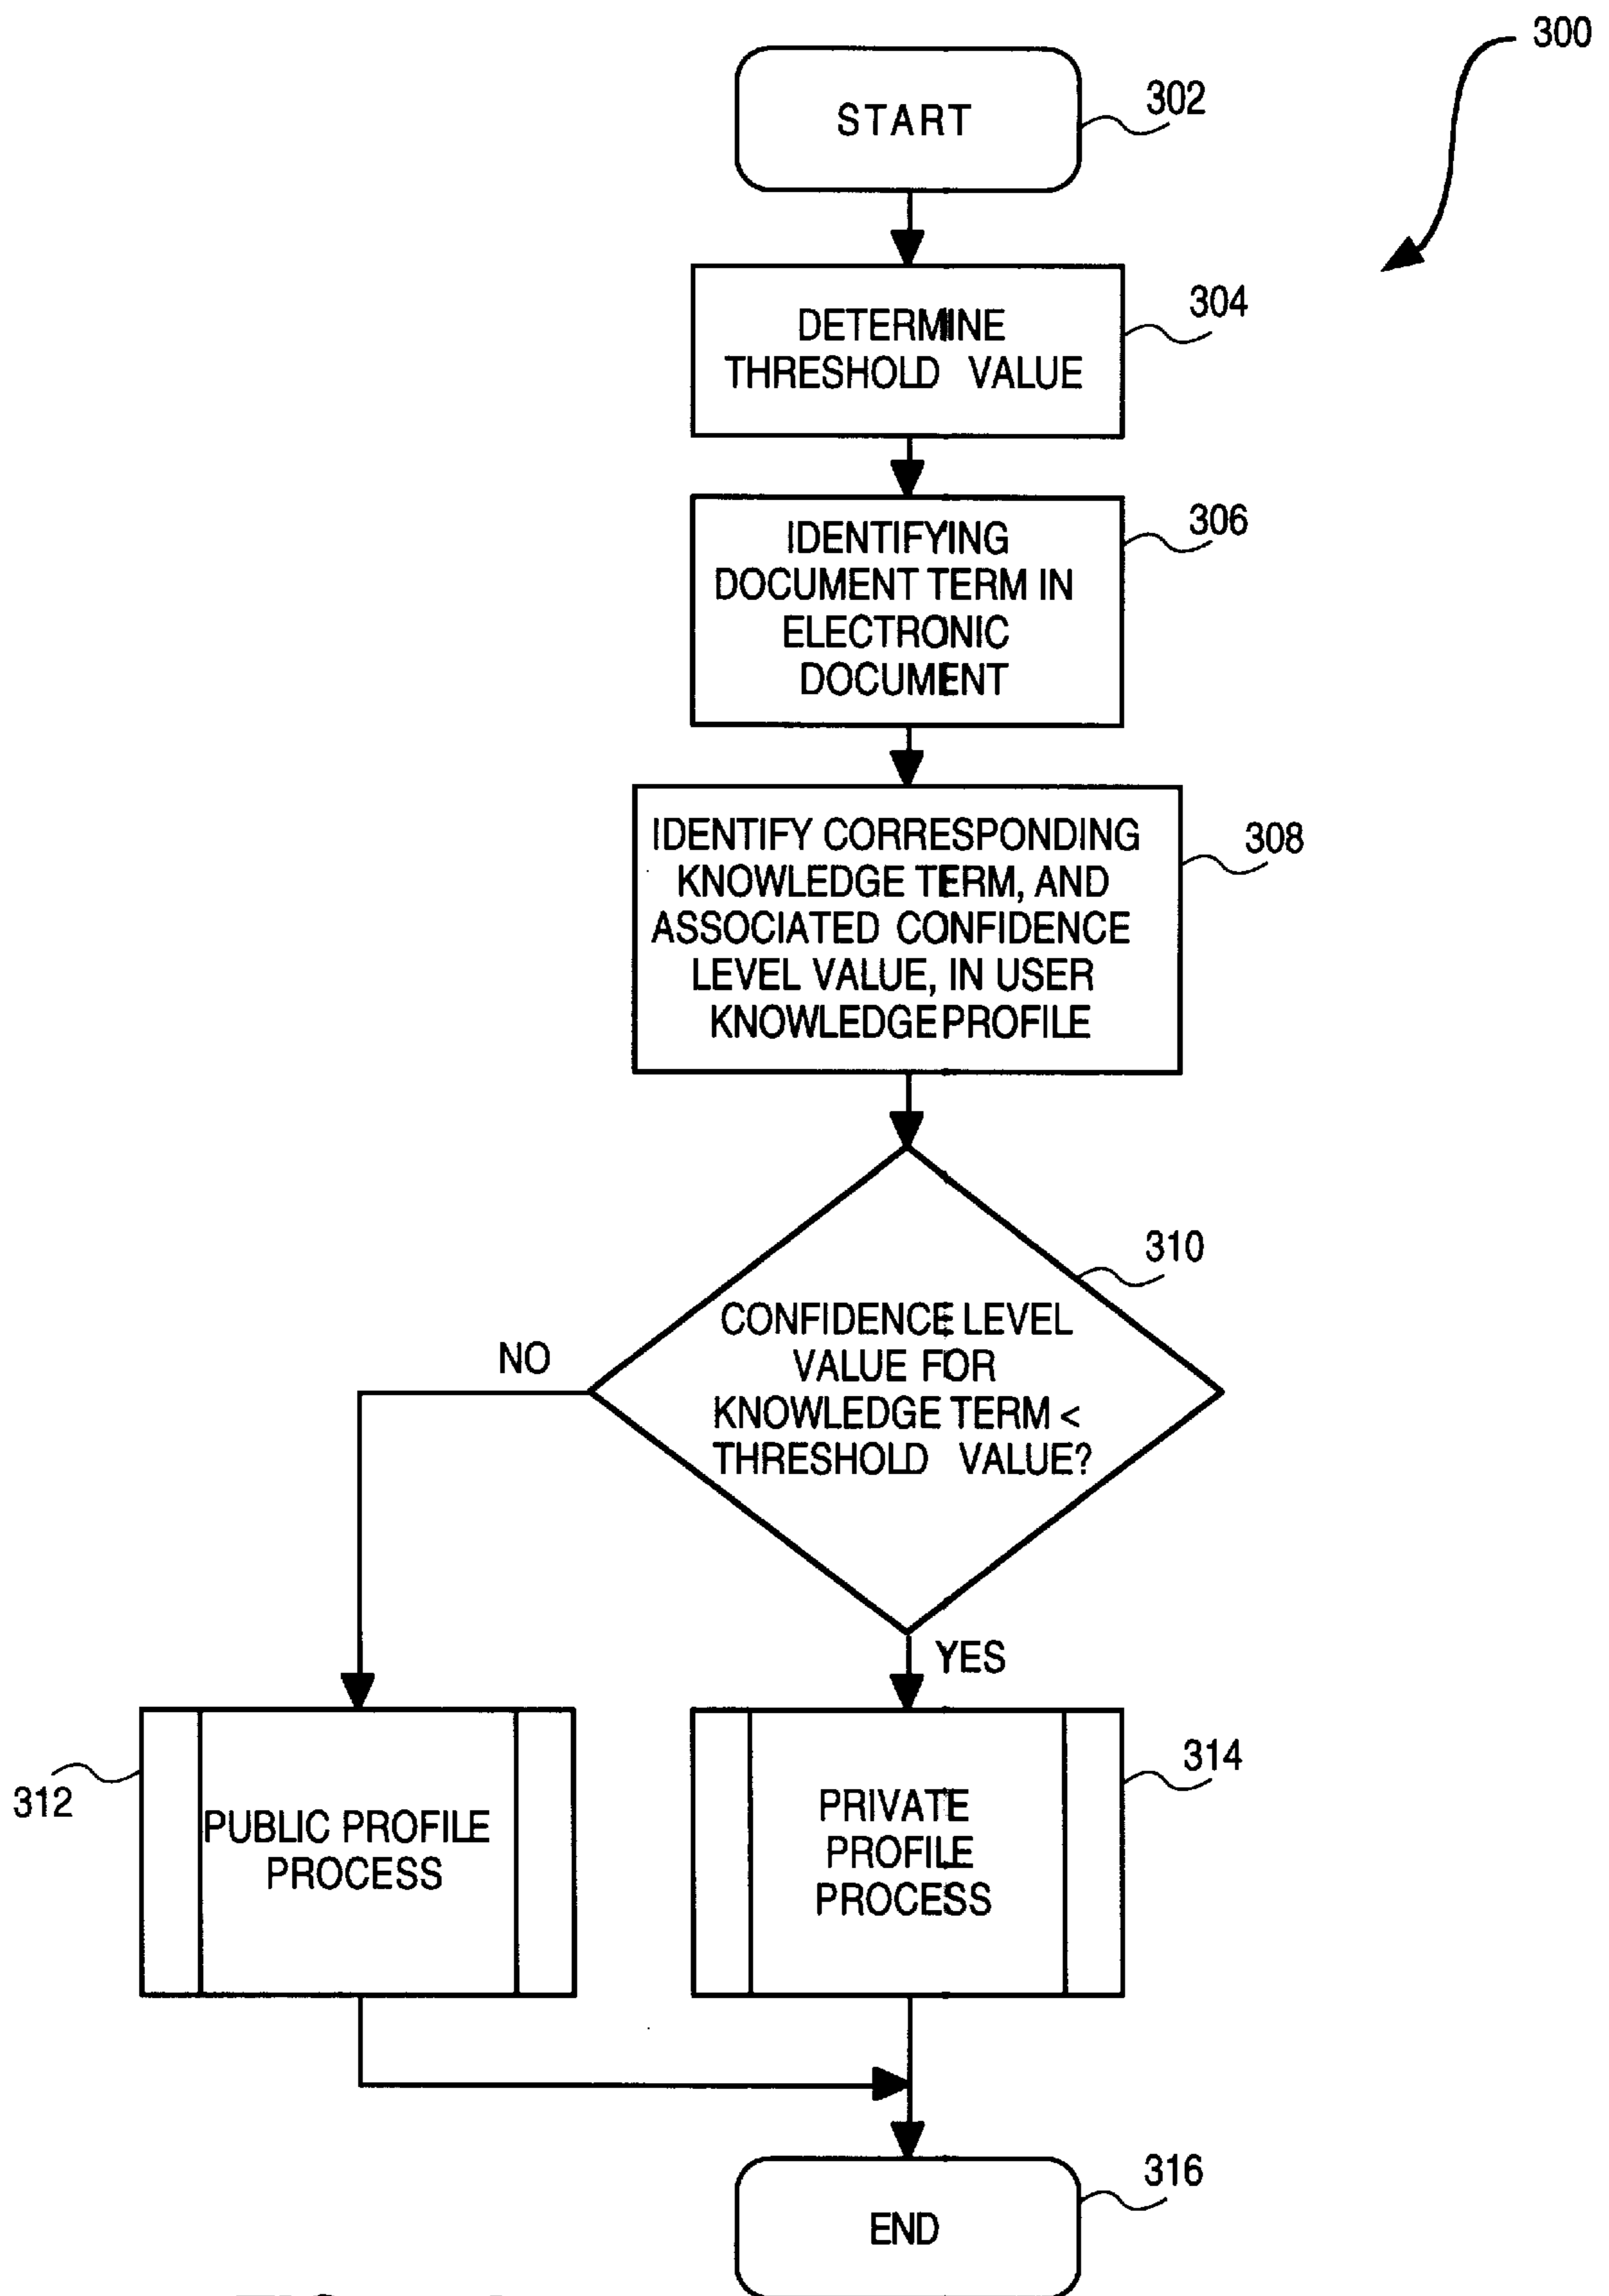 300
START
302
DETERMINE
THRESHOLD VALUE
304
IDENTIFYING
DOCUMENT TERM IN
ELECTRONIC
DOCUMENT
306
IDENTIFY CORRESPONDING
KNOWLEDGE TERM, AND
ASSOCIATED CONFIDENCE
LEVEL VALUE, IN USER
KNOWLEDGE PROFILE
308
310
CONFIDENCE LEVEL
VALUE FOR
KNOWLEDGE TERM <
THRESHOLD VALUE?
NO
YES
312
PUBLIC PROFILE
PROCESS
PRIVATE
PROFILE
PROCESS
314
END
316